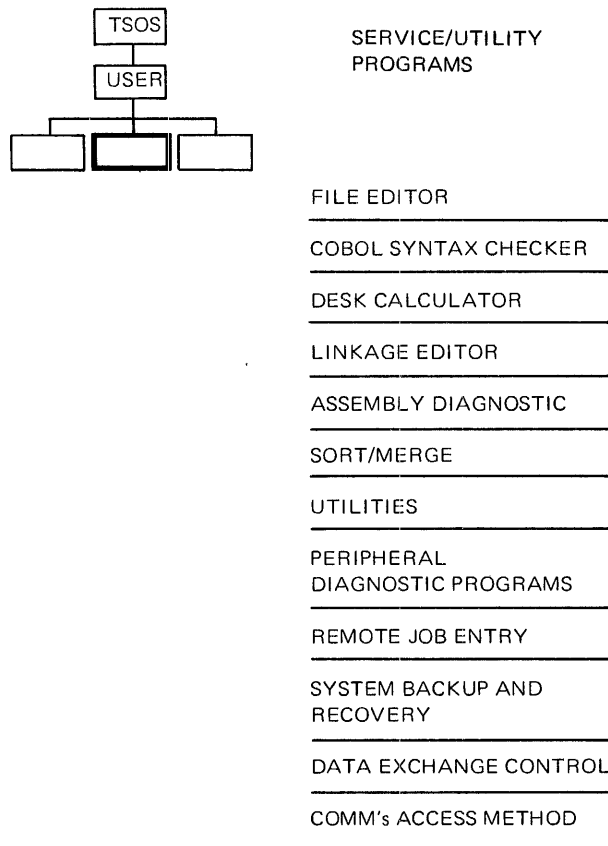 TSOS
USER
SERVICE/UTILITY
PROGRAMS
FILE EDITOR
COBOL SYNTAX CHECKER
DESK CALCULATOR
LINKAGE EDITOR
ASSEMBLY DIAGNOSTIC
SORT/MERGE
UTILITIES
PERIPHERAL
DIAGNOSTIC PROGRAMS
REMOTE JOB ENTRY
SYSTEM BACKUP AND
RECOVERY
DATA EXCHANGE CONTROL
COMM's ACCESS METHOD